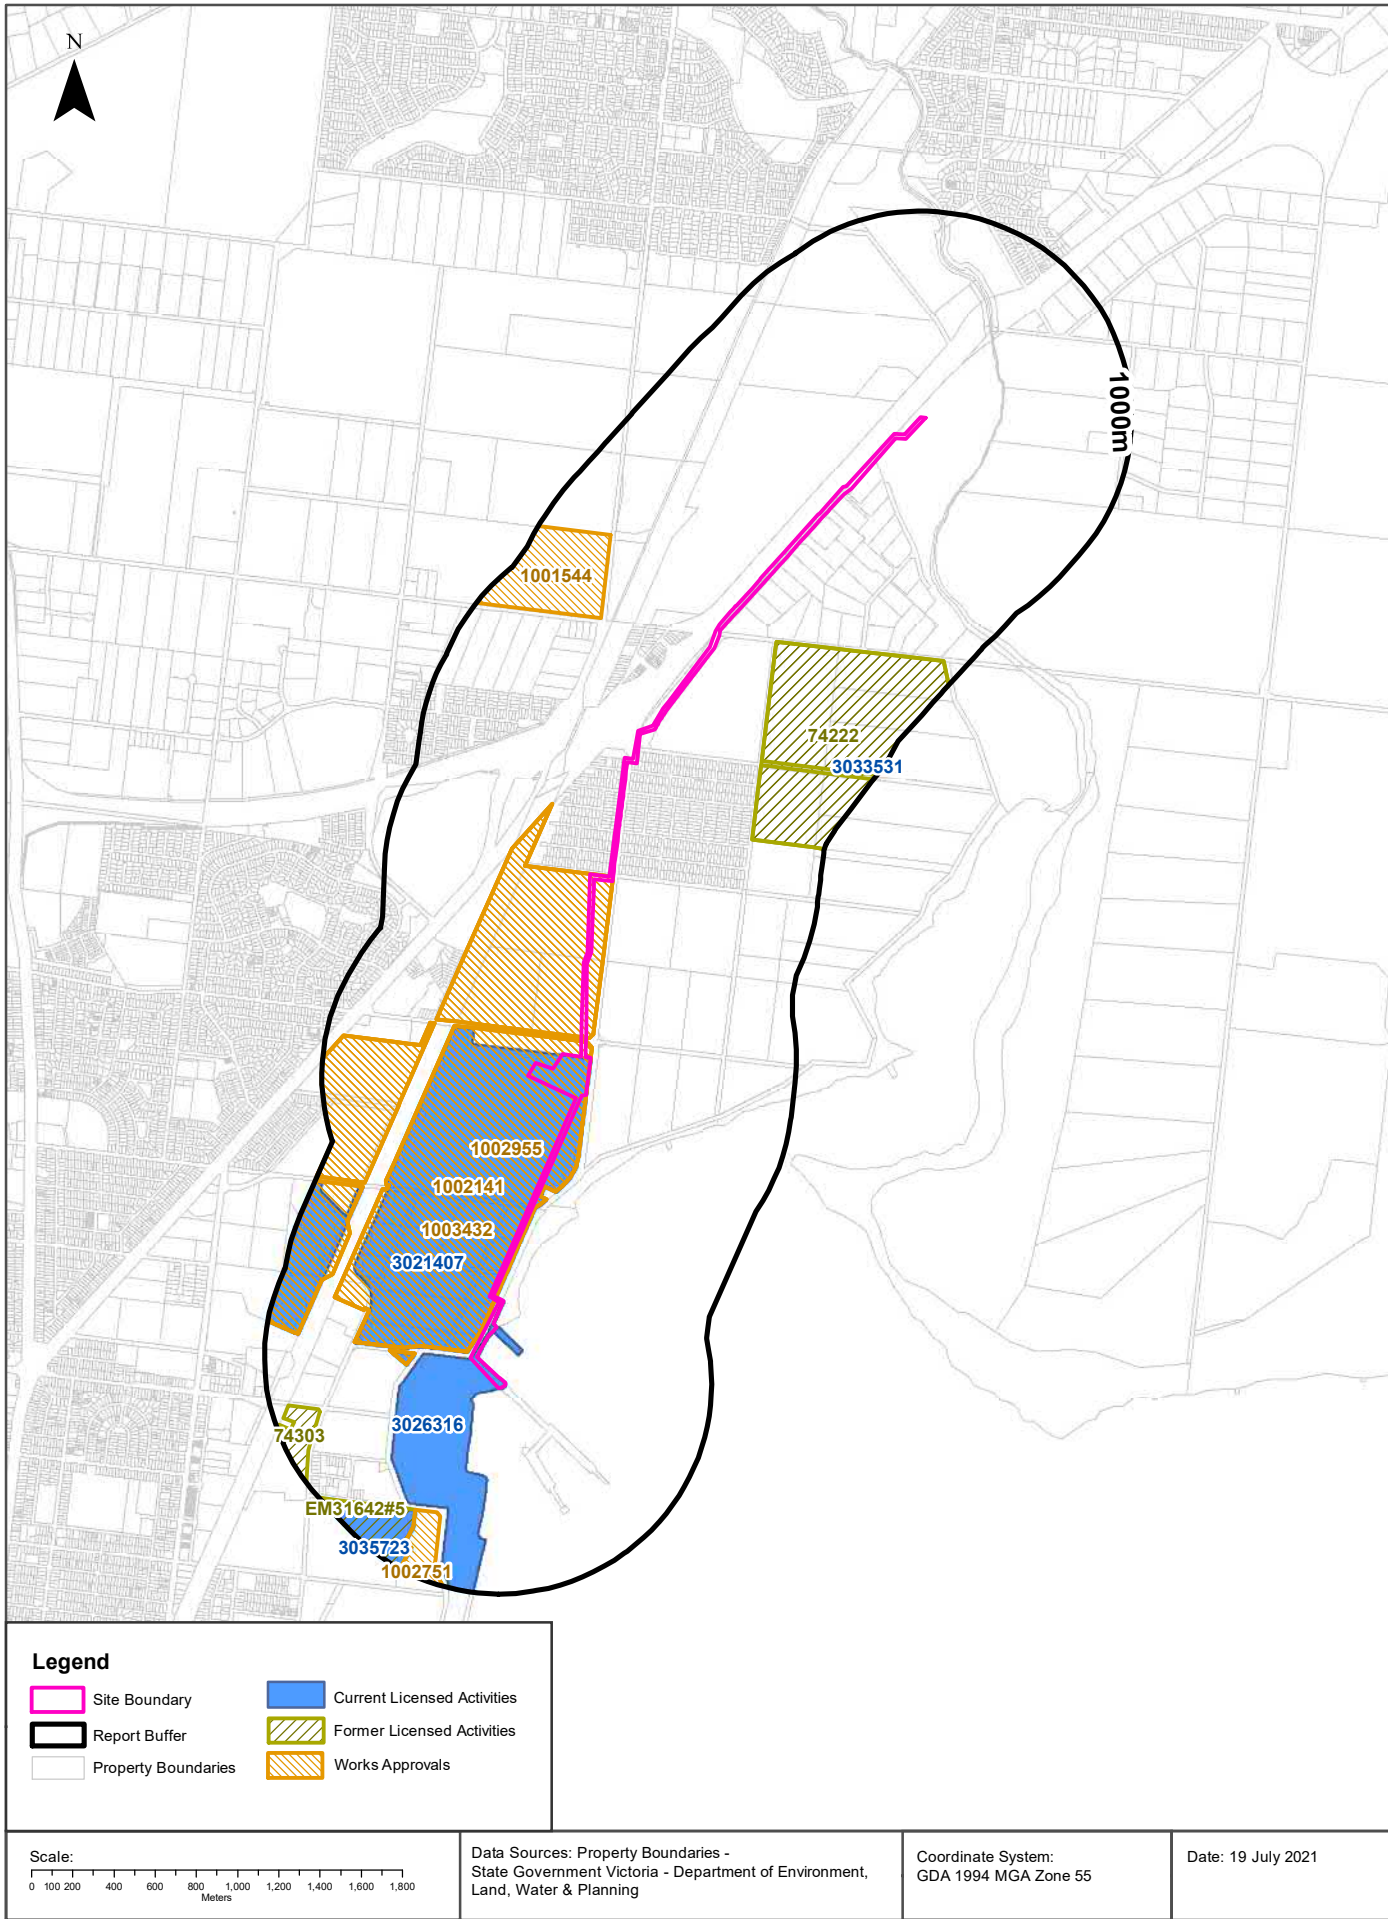 N
1000m
1001544
74222
3033531
1002955
1002141
1003432
3021407
3026316
74303
EM31642#5
3035723
1002751
Legend
Site Boundary
Report Buffer
Property Boundaries
Current Licensed Activities
Former Licensed Activities
Works Approvals
Scale:
0 100 200 400 600 800 1,000 1,200 1,400 1,600 1,800
Meters
Data Sources: Property Boundaries -
State Government Victoria - Department of Environment,
Land, Water & Planning
Coordinate System:
GDA 1994 MGA Zone 55
Date: 19 July 2021